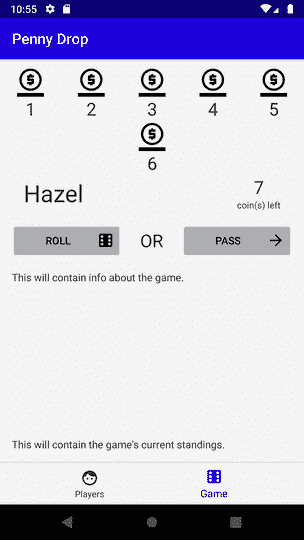 10:55
Penny Drop
1 2 3 4 5
6
Hazel
7
coin(s) left
ROLL OR PASS
This will contain info about the game.
This will contain the game's current standings.
Players Game